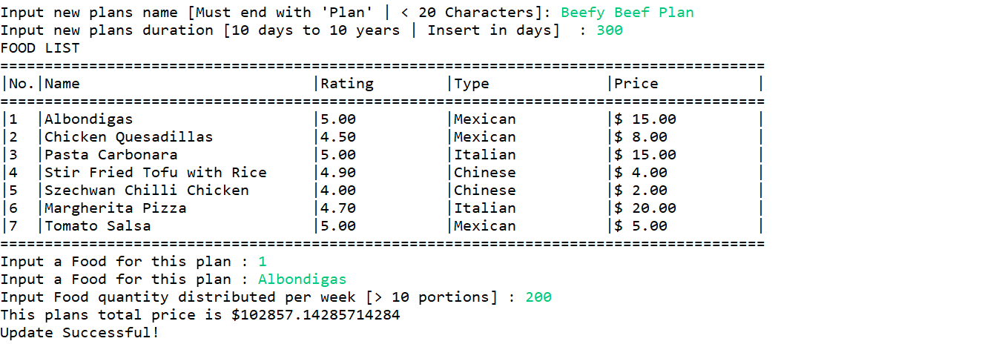 Input new plans name [Must end with 'Plan' | < 20 Characters]: Beefy Beef Plan
Input new plans duration [10 days to 10 years | Insert in days]  : 300
FOOD LIST
======================================================================================
|No.|Name                          |Rating        |Type             |Price           |
======================================================================================
|1  |Albondigas                    |5.00          |Mexican          |$ 15.00         |
|2  |Chicken Quesadillas           |4.50          |Mexican          |$ 8.00          |
|3  |Pasta Carbonara               |5.00          |Italian          |$ 15.00         |
|4  |Stir Fried Tofu with Rice     |4.90          |Chinese          |$ 4.00          |
|5  |Szechwan Chilli Chicken       |4.00          |Chinese          |$ 2.00          |
|6  |Margherita Pizza              |4.70          |Italian          |$ 20.00         |
|7  |Tomato Salsa                  |5.00          |Mexican          |$ 5.00          |
======================================================================================
Input a Food for this plan : 1
Input a Food for this plan : Albondigas
Input Food quantity distributed per week [> 10 portions] : 200
This plans total price is $102857.14285714284
Update Successful!